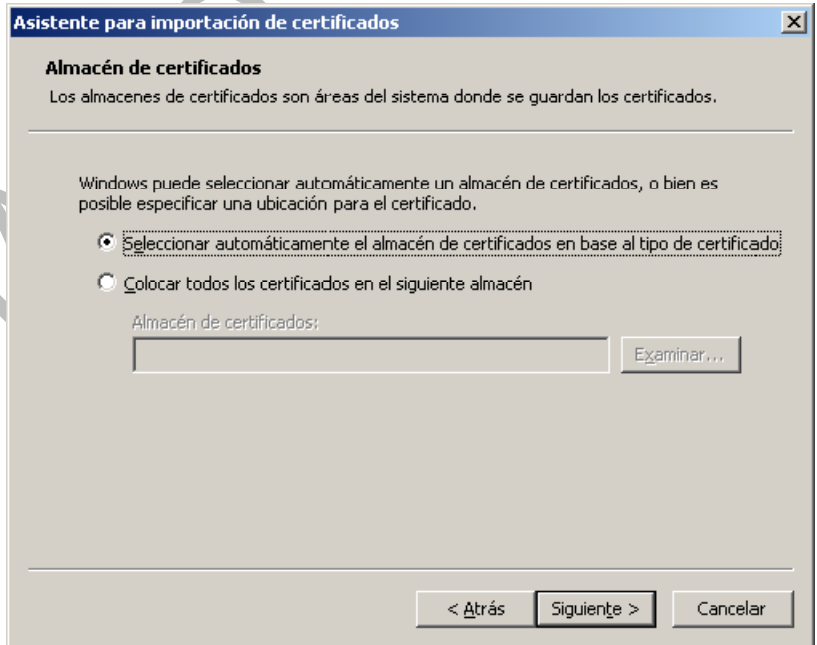 Asistente para importación de certificados
Almacén de certificados
Los almacenes de certificados son áreas del sistema donde se guardan los certificados.
Windows puede seleccionar automáticamente un almacén de certificados, o bien es
posible especificar una ubicación para el certificado.
Seleccionar automáticamente el almacén de certificados en base al tipo de certificado
Colocar todos los certificados en el siguiente almacén
Almacén de certificados:
Examinar...
< Atrás Siguiente > Cancelar